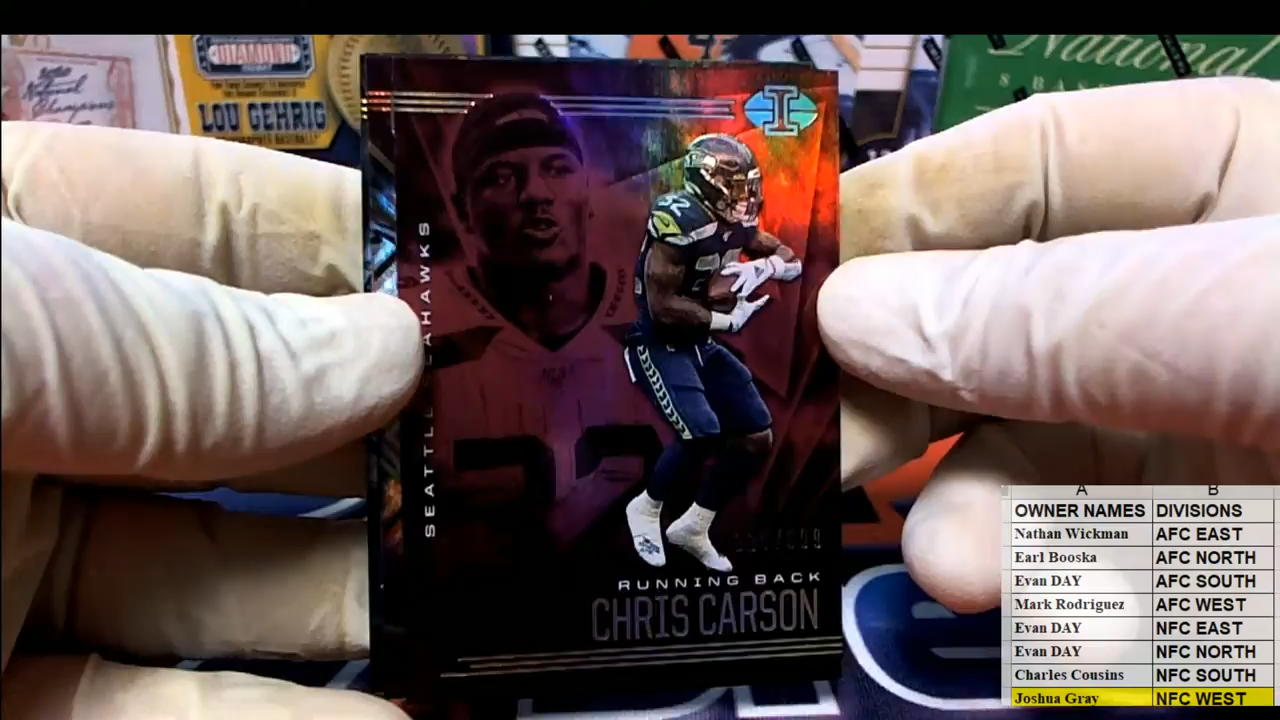 National
LOU GEHRIG
SEATTLE SEAHAWKS
I
32
RUNNING BACK
CHRIS CARSON
A B
OWNER NAMES DIVISIONS
Nathan Wickman AFC EAST
Earl Booska AFC NORTH
Evan DAY AFC SOUTH
Mark Rodriguez AFC WEST
Evan DAY NFC EAST
Evan DAY NFC NORTH
Charles Cousins NFC SOUTH
Joshua Gray NFC WEST